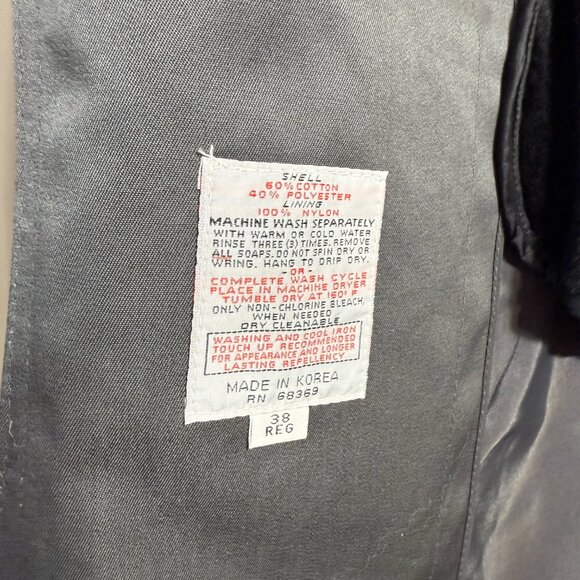 SHELL
60% COTTON
40% POLYESTER
LINING
100% NYLON
MACHINE WASH SEPARATELY
WITH WARM OR COLD WATER
RINSE THREE (3) TIMES. REMOVE
ALL SOAPS. DO NOT SPIN DRY OR
WRING. HANG TO DRIP DRY.
-OR-
COMPLETE WASH CYCLE
PLACE IN MACHINE DRYER
TUMBLE DRY AT 160° F
ONLY NON-CHLORINE BLEACH,
WHEN NEEDED
DRY CLEANABLE
WASHING AND COOL IRON
TOUCH UP RECOMMENDED
FOR APPEARANCE AND LONGER
LASTING REPELLENCY.
MADE IN KOREA
RN 68369
38
REG